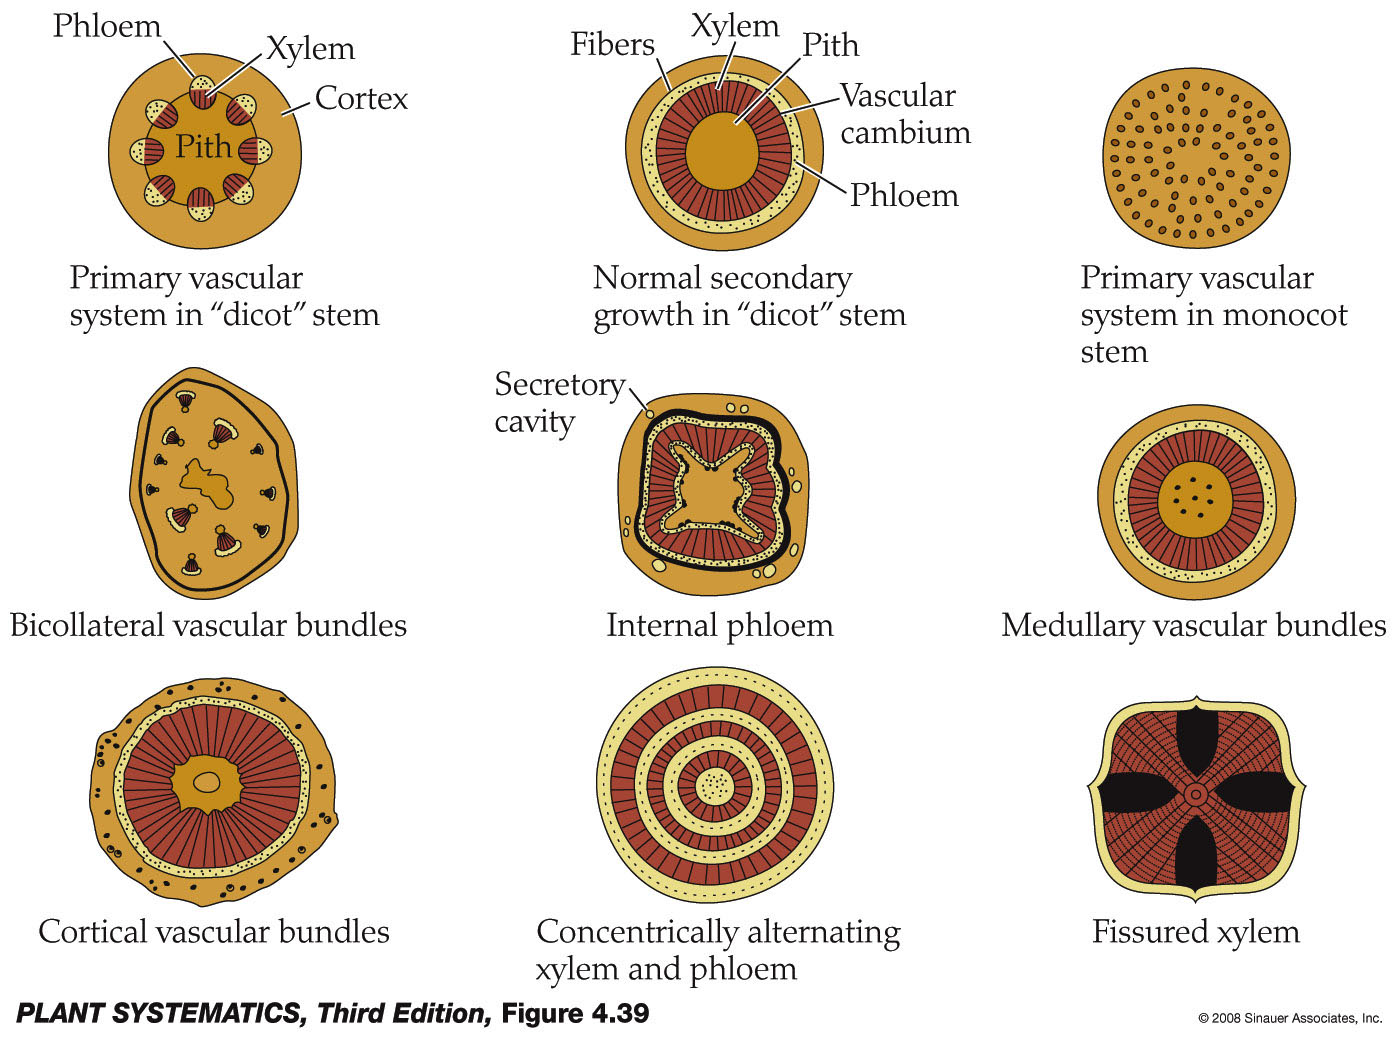 Phloem
Xylem
Cortex
Pith
Primary vascular
system in “dicot” stem
Fibers
Xylem
Pith
Vascular
cambium
Phloem
Normal secondary
growth in “dicot” stem
Primary vascular
system in monocot
stem
Bicollateral vascular bundles
Secretory
cavity
Internal phloem
Medullary vascular bundles
Cortical vascular bundles
Concentrically alternating
xylem and phloem
Fissured xylem
PLANT SYSTEMATICS, Third Edition, Figure 4.39
© 2008 Sinauer Associates, Inc.